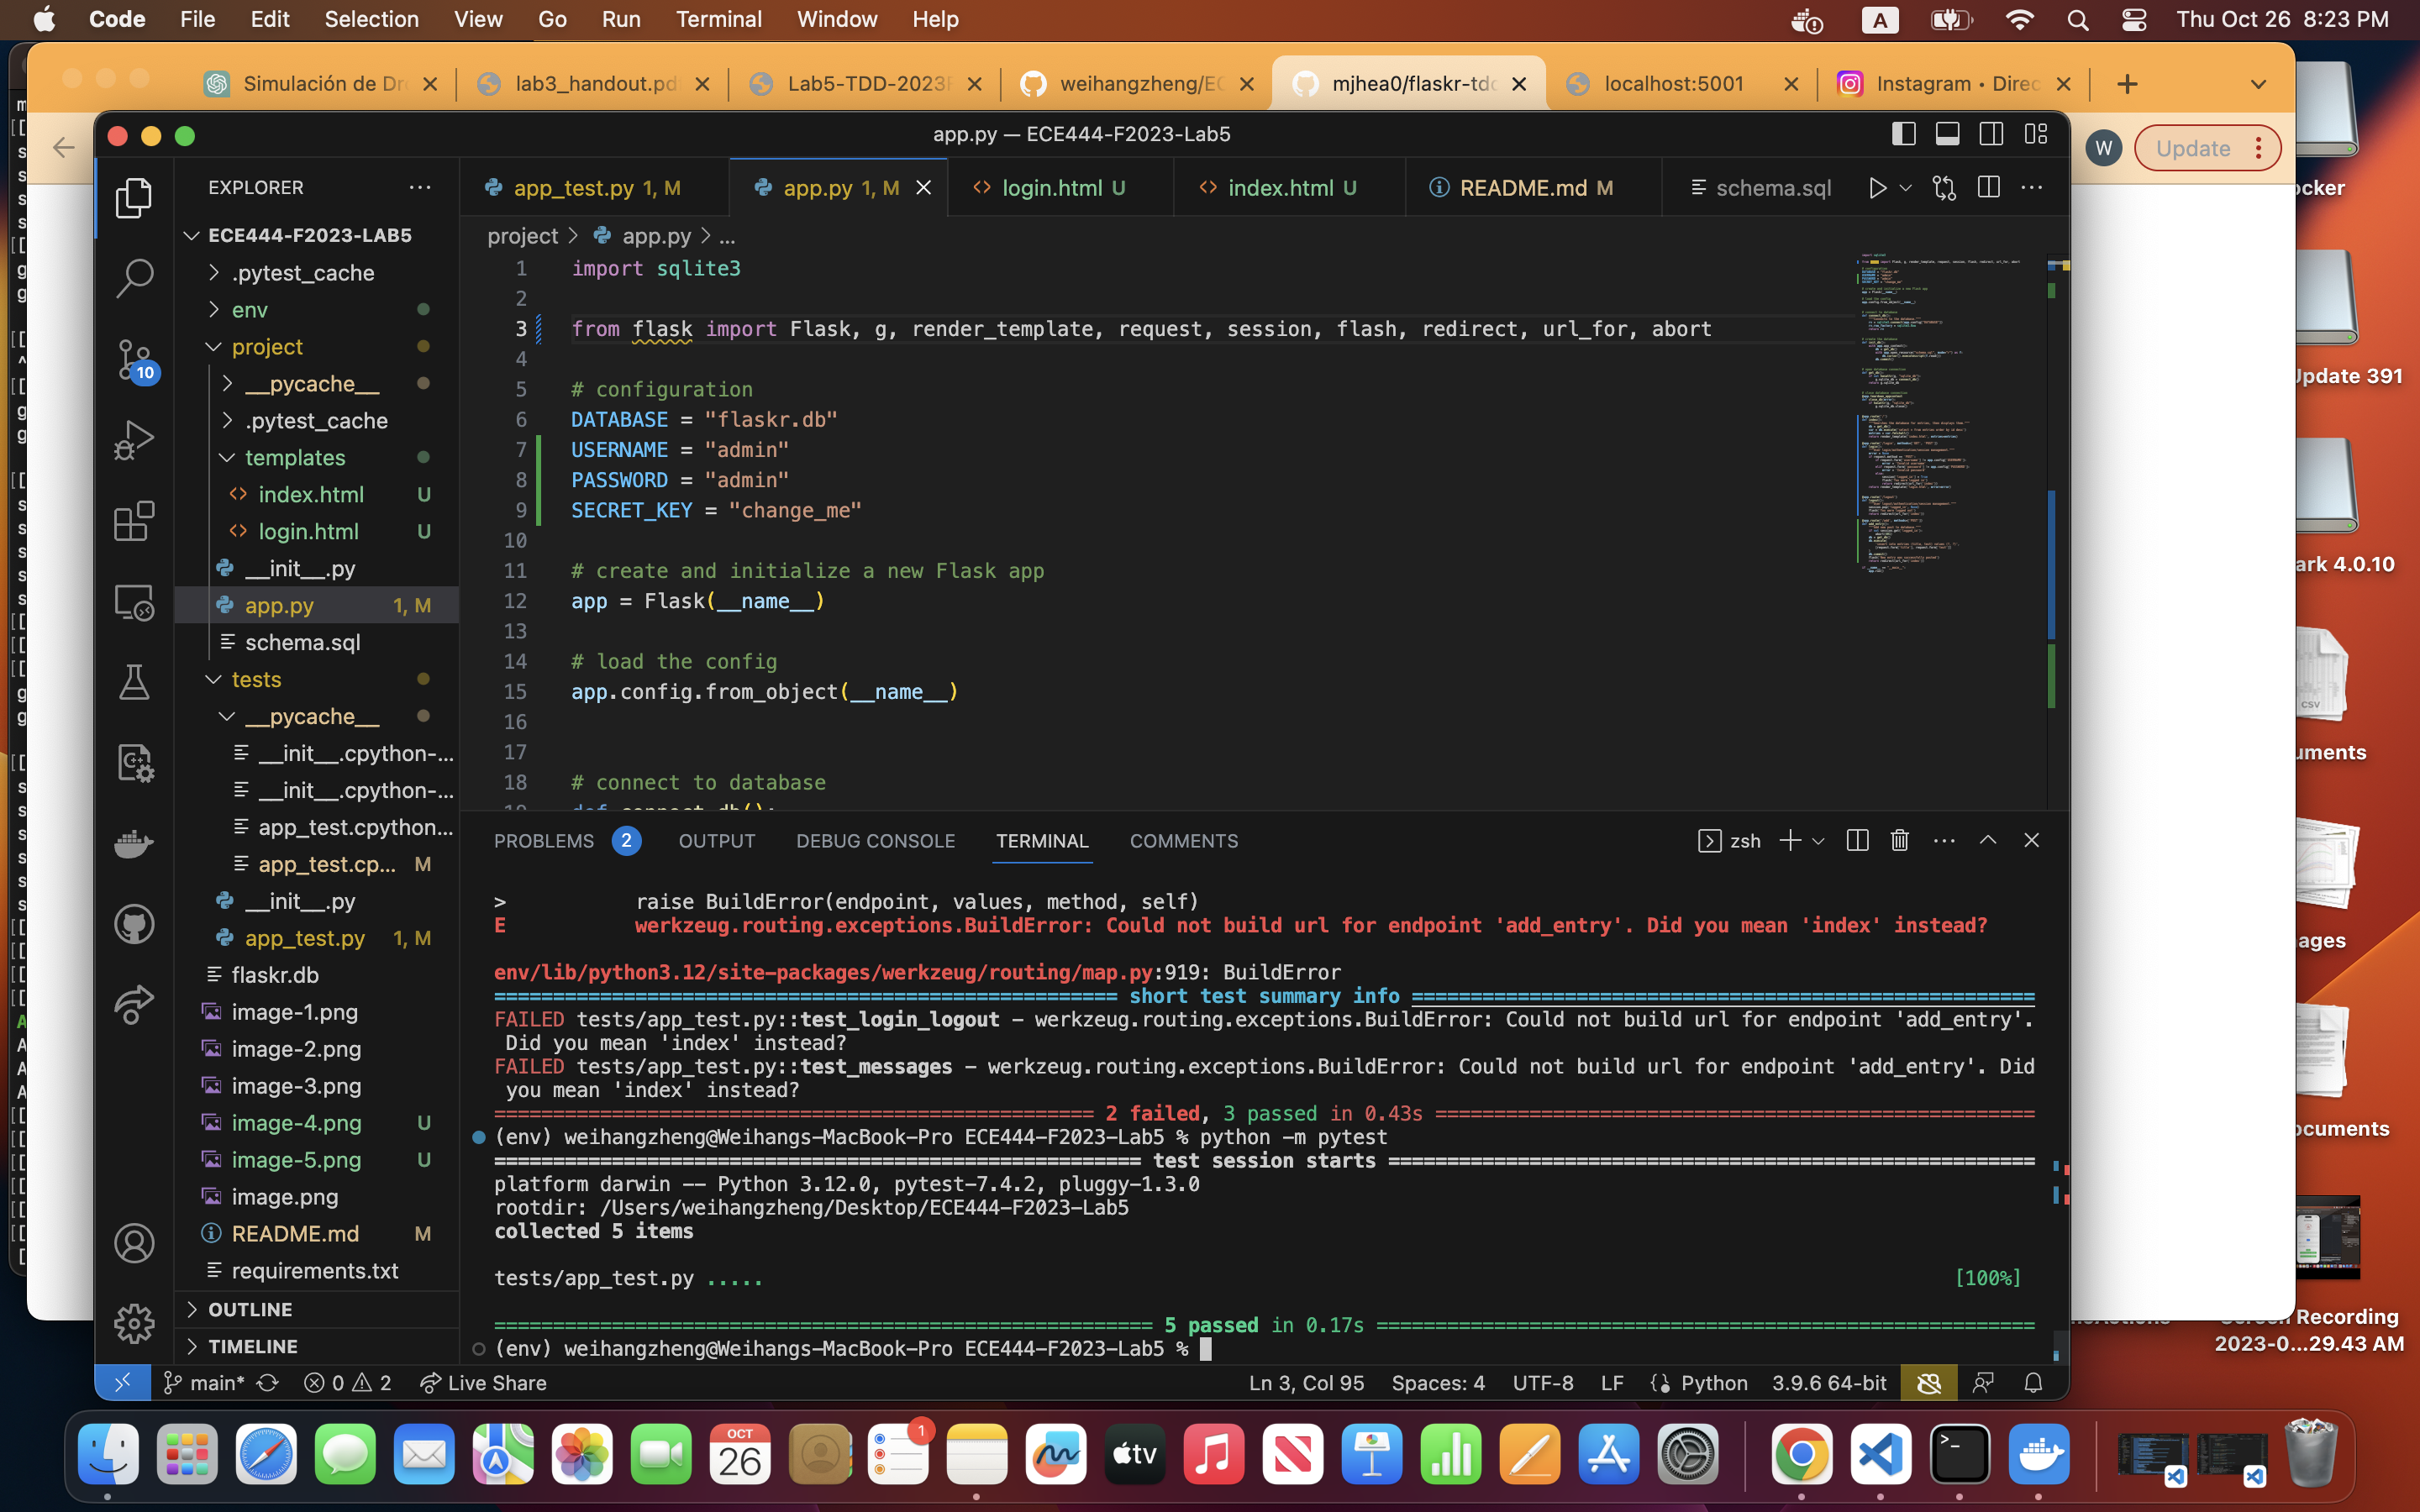 Code File Edit Selection View Go Run Terminal Window Help
A
Thu Oct 26 8:23 PM
Simulación de Dr
lab3_handout.pd
Lab5-TDD-2023F
weihangzheng/EC
mjhea0/flaskr-tdd
localhost:5001
Instagram • Direc
W
Update
app.py — ECE444-F2023-Lab5
EXPLORER
ECE444-F2023-LAB5
.pytest_cache
env
project
__pycache__
.pytest_cache
templates
index.html U
login.html U
__init__.py
app.py 1, M
schema.sql
tests
__pycache__
__init__.cpython-...
__init__.cpython-...
app_test.cpython...
app_test.cp... M
__init__.py
app_test.py 1, M
flaskr.db
image-1.png
image-2.png
image-3.png
image-4.png U
image-5.png U
image.png
README.md M
requirements.txt
OUTLINE
TIMELINE
10
app_test.py 1, M
app.py 1, M
login.html U
index.html U
README.md M
schema.sql
project > app.py > ...
1 import sqlite3
2
3 from flask import Flask, g, render_template, request, session, flash, redirect, url_for, abort
4
5 # configuration
6 DATABASE = "flaskr.db"
7 USERNAME = "admin"
8 PASSWORD = "admin"
9 SECRET_KEY = "change_me"
10
11 # create and initialize a new Flask app
12 app = Flask(__name__)
13
14 # load the config
15 app.config.from_object(__name__)
16
17
18 # connect to database
19 def connect_db():
PROBLEMS 2 OUTPUT DEBUG CONSOLE TERMINAL COMMENTS
zsh
> raise BuildError(endpoint, values, method, self)
E werkzeug.routing.exceptions.BuildError: Could not build url for endpoint 'add_entry'. Did you mean 'index' instead?
env/lib/python3.12/site-packages/werkzeug/routing/map.py:919: BuildError
short test summary info
FAILED tests/app_test.py::test_login_logout - werkzeug.routing.exceptions.BuildError: Could not build url for endpoint 'add_entry'.
Did you mean 'index' instead?
FAILED tests/app_test.py::test_messages - werkzeug.routing.exceptions.BuildError: Could not build url for endpoint 'add_entry'. Did
you mean 'index' instead?
2 failed, 3 passed in 0.43s
(env) weihangzheng@Weihangs-MacBook-Pro ECE444-F2023-Lab5 % python -m pytest
test session starts
platform darwin -- Python 3.12.0, pytest-7.4.2, pluggy-1.3.0
rootdir: /Users/weihangzheng/Desktop/ECE444-F2023-Lab5
collected 5 items
tests/app_test.py ..... [100%]
5 passed in 0.17s
(env) weihangzheng@Weihangs-MacBook-Pro ECE444-F2023-Lab5 %
main* 0 2 Live Share
Ln 3, Col 95 Spaces: 4 UTF-8 LF Python 3.9.6 64-bit
ocker
Update 391
ark 4.0.10
CSV
uments
ages
ocuments
Screen Recording
2023-0...29.43 AM
OCT
26
1
tv